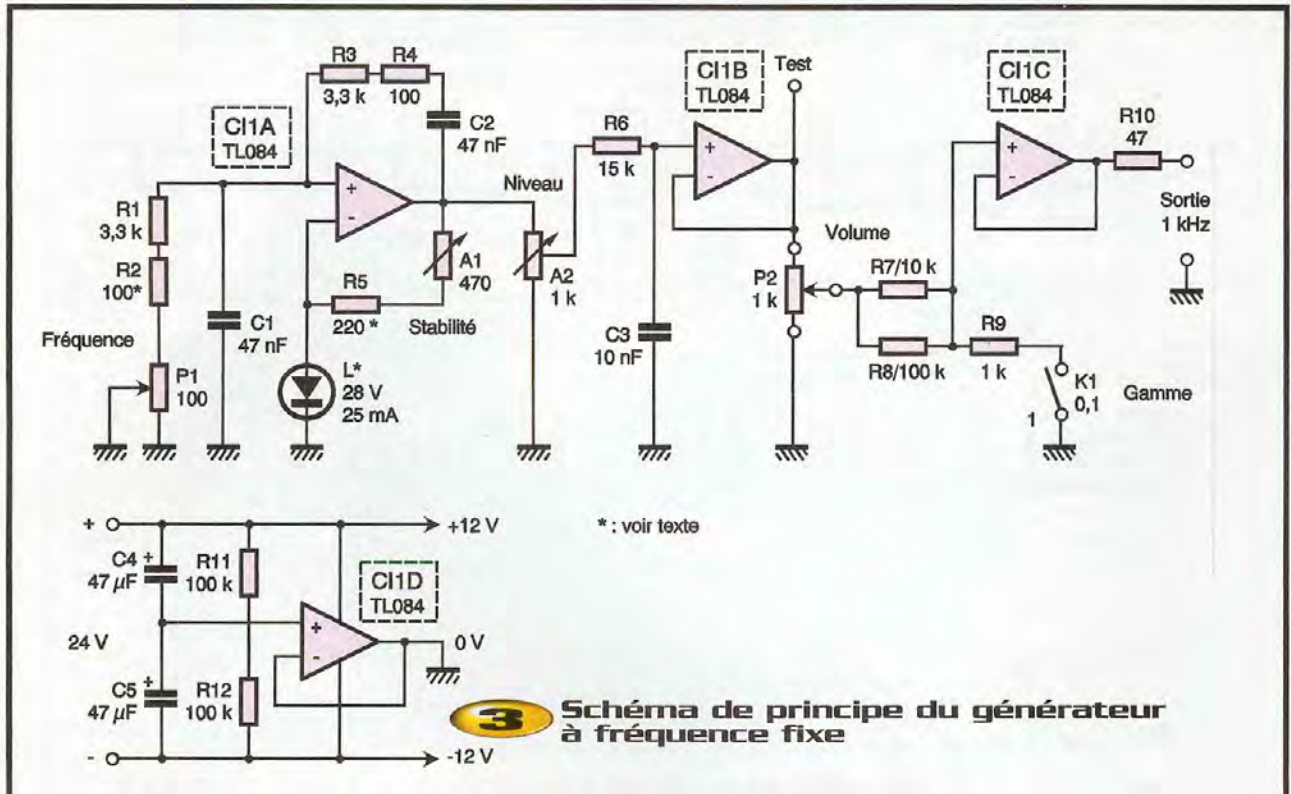 R3
3,3 k
R4
100
C2
47 nF
CI1A
TL084
R1
3,3 k
R2
100*
Fréquence
P1
100
C1
47 nF
R5
220 *
A1
470
Stabilité
L*
28 V
25 mA
Niveau
A2
1 k
R6
15 k
C3
10 nF
CI1B
TL084
+
-
Test
Volume
P2
1 k
R7/10 k
R8/100 k
R9
1 k
CI1C
TL084
+
-
R10
47
Sortie
1 kHz
K1
0,1
1
Gamme
+
-
+
24 V
-
C4
+
47 µF
C5
+
47 µF
R11
100 k
R12
100 k
CI1D
TL084
+
-
+12 V
0 V
-12 V
* : voir texte
3 Schéma de principe du générateur
à fréquence fixe